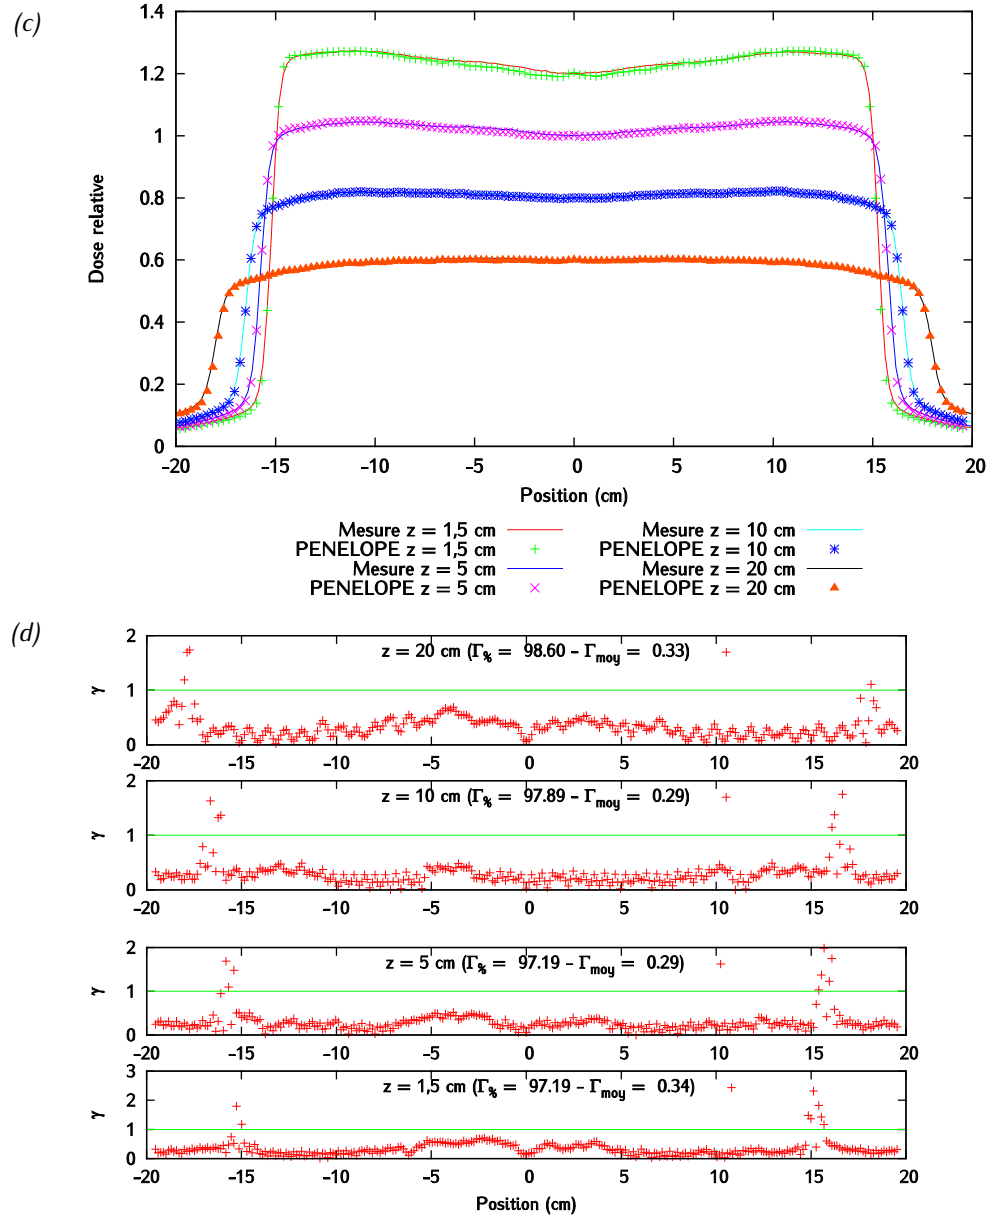 (c)
1.4
1.2
1
0.8
0.6
0.4
0.2
0
Dose relative
-20 -15 -10 -5 0 5 10 15 20
Position (cm)
Mesure z = 1,5 cm
PENELOPE z = 1,5 cm
Mesure z = 5 cm
PENELOPE z = 5 cm
Mesure z = 10 cm
PENELOPE z = 10 cm
Mesure z = 20 cm
PENELOPE z = 20 cm
(d)
2
1
0
γ
z = 20 cm (Γ% = 98.60 – Γmoy = 0.33)
-20 -15 -10 -5 0 5 10 15 20
2
1
0
γ
z = 10 cm (Γ% = 97.89 – Γmoy = 0.29)
-20 -15 -10 -5 0 5 10 15 20
2
1
0
γ
z = 5 cm (Γ% = 97.19 – Γmoy = 0.29)
-20 -15 -10 -5 0 5 10 15 20
3
2
1
0
γ
z = 1,5 cm (Γ% = 97.19 – Γmoy = 0.34)
-20 -15 -10 -5 0 5 10 15 20
Position (cm)